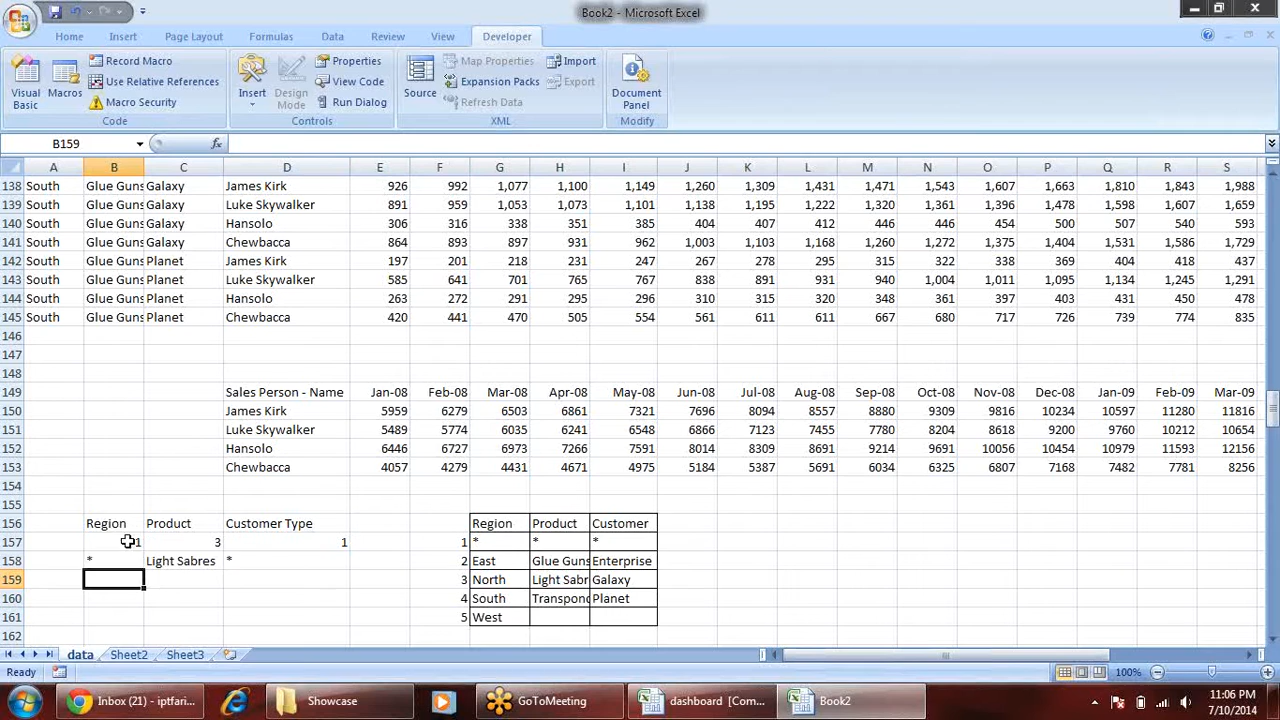 Book2 - Microsoft Excel
Home Insert Page Layout Formulas Data Review View Developer
Visual Basic Macros Record Macro Use Relative References Macro Security Code
Insert Design Mode Properties View Code Run Dialog Controls
Source Map Properties Expansion Packs Refresh Data Import Export XML
Document Panel Modify
B159 fx
A B C D E F G H I J K L M N O P Q R S
138 South Glue Guns Galaxy James Kirk 926 992 1,077 1,100 1,149 1,260 1,309 1,431 1,471 1,543 1,607 1,663 1,810 1,843 1,988
139 South Glue Guns Galaxy Luke Skywalker 891 959 1,053 1,073 1,101 1,138 1,195 1,222 1,320 1,361 1,396 1,478 1,598 1,607 1,659
140 South Glue Guns Galaxy Hansolo 306 316 328 351 385 404 407 412 446 446 454 500 507 540 593
141 South Glue Guns Galaxy Chewbacca 864 893 897 931 962 1,003 1,103 1,168 1,260 1,272 1,375 1,404 1,531 1,586 1,729
142 South Glue Guns Planet James Kirk 197 201 218 231 247 267 278 295 315 322 338 369 404 418 437
143 South Glue Guns Planet Luke Skywalker 585 641 701 765 767 838 891 931 940 1,004 1,011 1,095 1,134 1,245 1,291
144 South Glue Guns Planet Hansolo 263 272 291 295 296 310 315 320 348 361 397 403 431 450 478
145 South Glue Guns Planet Chewbacca 420 441 470 505 554 561 611 611 667 680 717 726 739 774 835
146
147
148
149 Sales Person - Name Jan-08 Feb-08 Mar-08 Apr-08 May-08 Jun-08 Jul-08 Aug-08 Sep-08 Oct-08 Nov-08 Dec-08 Jan-09 Feb-09 Mar-09
150 James Kirk 5959 6279 6503 6861 7321 7696 8094 8557 8880 9309 9816 10234 10597 11280 11816
151 Luke Skywalker 5489 5774 6035 6241 6548 6866 7123 7455 7780 8204 8618 9200 9760 10212 10654
152 Hansolo 6446 6727 6973 7266 7591 8014 8309 8691 9214 9691 10056 10454 10979 11593 12156
153 Chewbacca 4057 4279 4431 4671 4975 5184 5387 5691 6034 6325 6807 7168 7482 7781 8256
154
155
156 Region Product Customer Type Region Product Customer
157 1 3 1 1 * * *
158 * Light Sabres * 2 East Glue Guns Enterprise
159 3 North Light Sabr Galaxy
160 4 South Transpond Planet
161 5 West
162
data Sheet2 Sheet3
Ready 100%
Inbox (21) - iptfari... Showcase GoToMeeting dashboard [Com... Book2 11:06 PM
7/10/2014